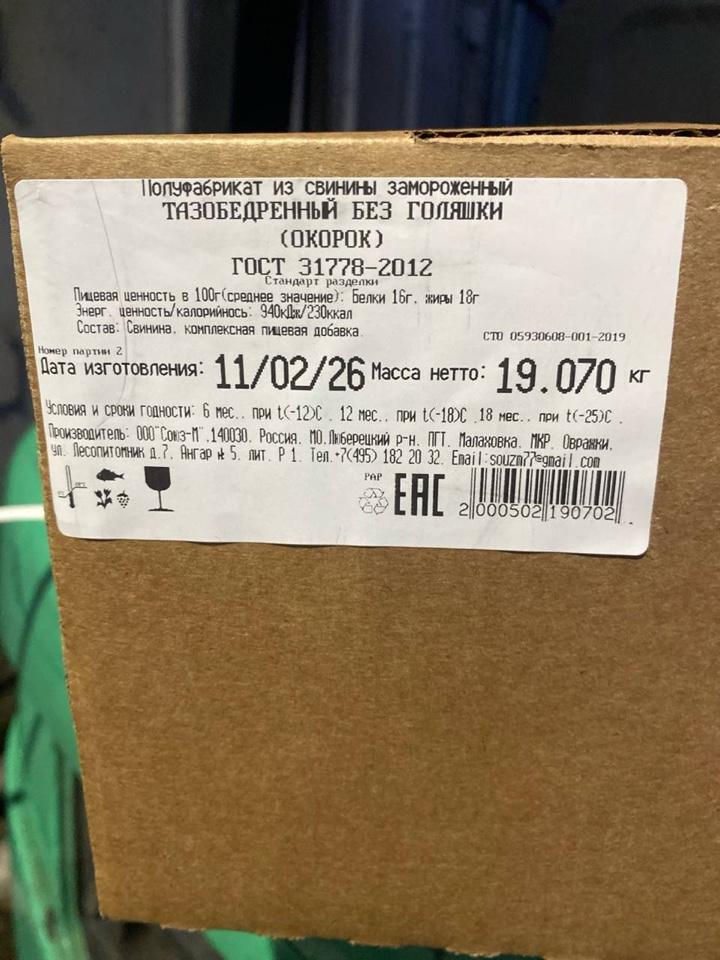 Полуфабрикат из свинины замороженный
ТАЗОБЕДРЕННЫЙ БЕЗ ГОЛЯШКИ
(ОКОРОК)
ГОСТ 31778-2012
Стандарт разделки
Пищевая ценность в 100г(среднее значение): Белки 16г, жиры 18г
Энерг. ценность/калорийнось: 940кДж/230ккал
Состав: Свинина, комплексная пищевая добавка.
СТО 05930608-001-2019
Номер партии 2
Дата изготовления: 11/02/26 Масса нетто: 19.070 кг
Условия и сроки годности: 6 мес.. при t(-12)С . 12 мес.. при t(-18)С .18 мес.. при t(-25)С .
Производитель: ООО"Союз-М".140030. Россия. МО.Люберецкий р-н. ПГТ. Малаховка. МКР. Овражки.
ул. Лесопитомник д.7. Ангар № 5. лит. Р 1. Тел.+7(495) 182 20 32. Email:souzm77@gmail.com
PAP
EAC
2 000502 190702